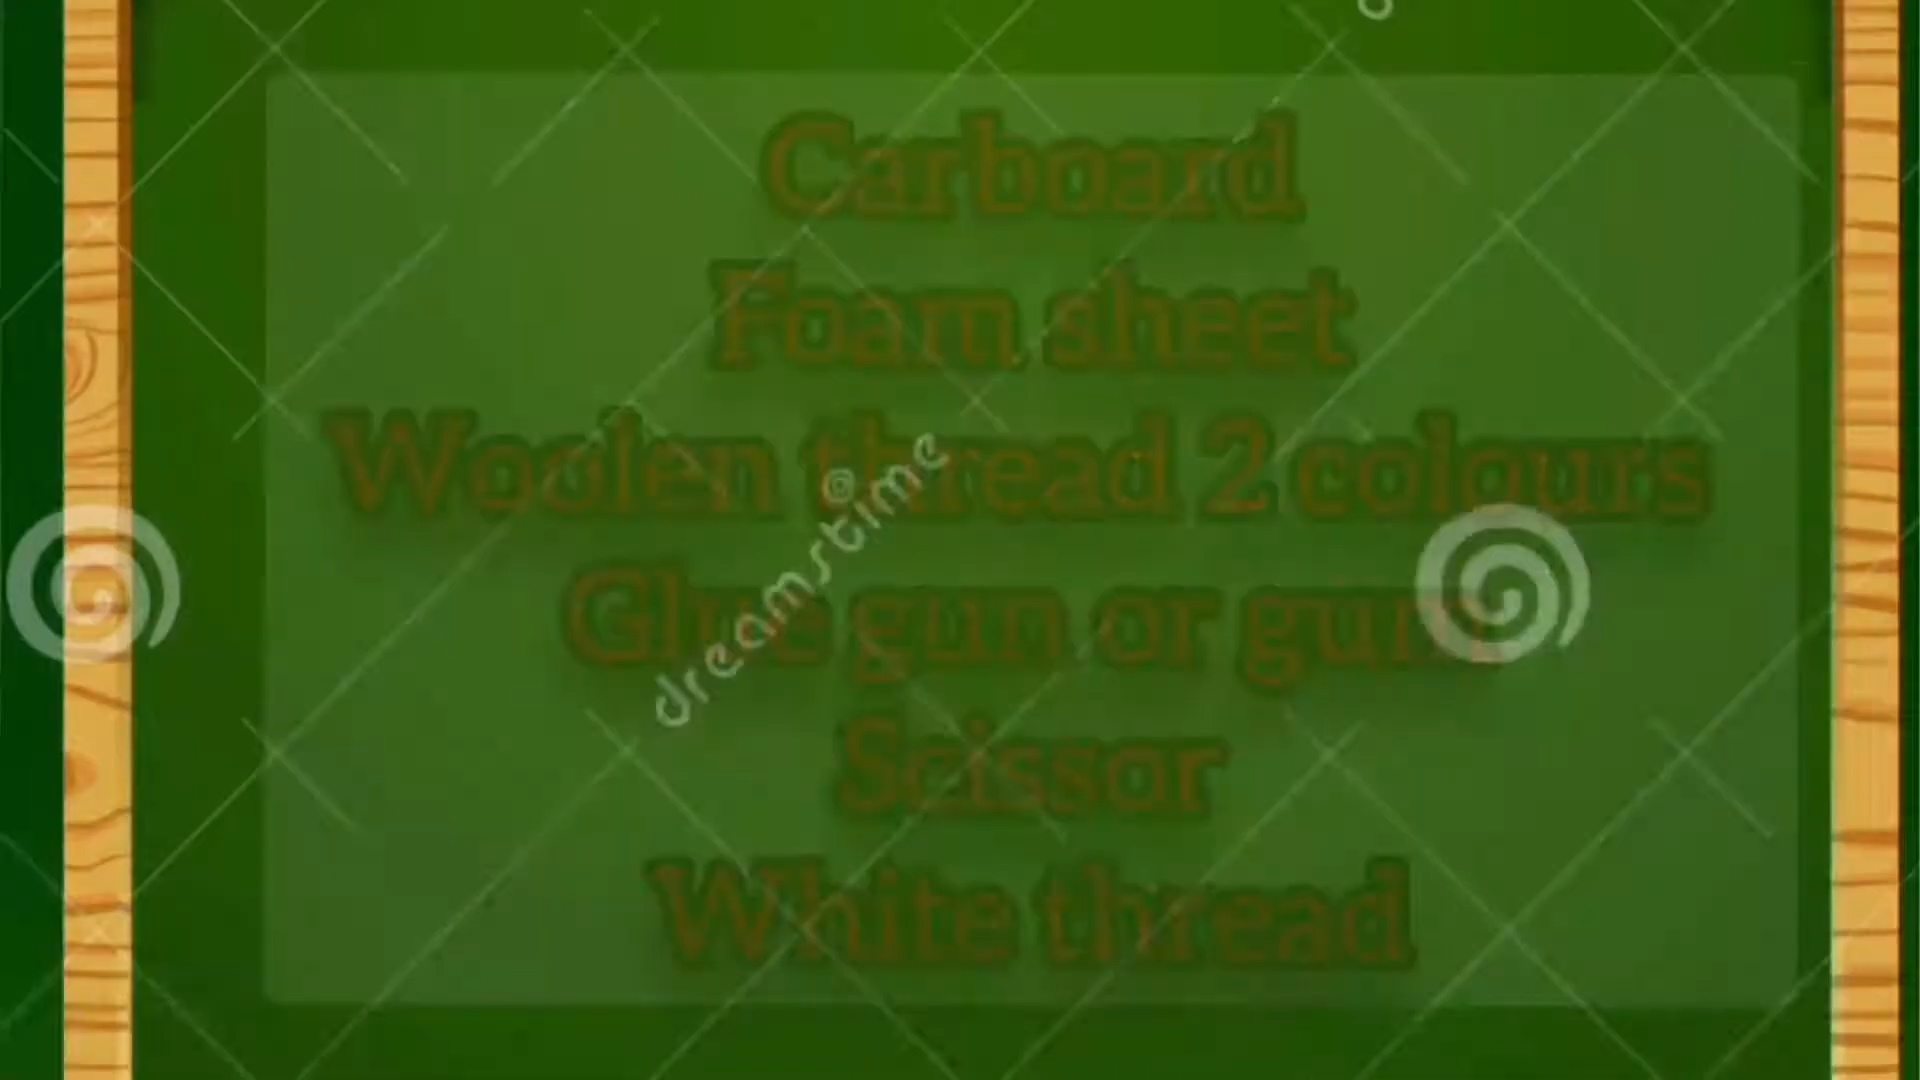 Carboard
Foam sheet
Woolen thread 2 colours
Glue gun or gum
Scissor
White thread
dreamstime